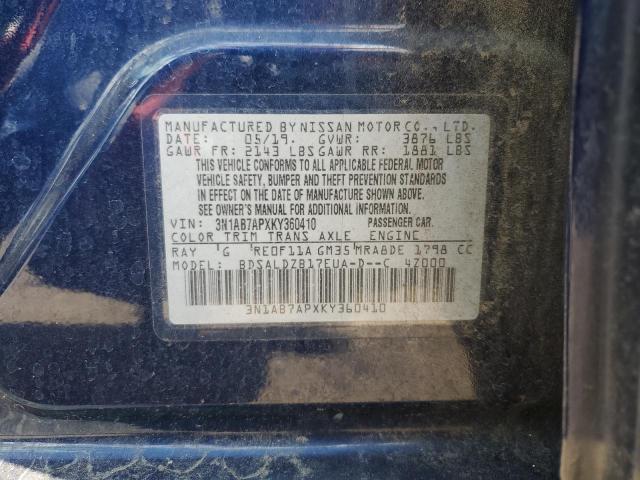 MANUFACTURED BY NISSAN MOTOR CO., LTD.
DATE: 05/19. GVWR: 3876 LBS
GAWR FR: 2143 LBS GAWR RR: 1881 LBS
THIS VEHICLE CONFORMS TO ALL APPLICABLE FEDERAL MOTOR
VEHICLE SAFETY, BUMPER AND THEFT PREVENTION STANDARDS
IN EFFECT ON THE DATE OF MANUFACTURE SHOWN ABOVE.
SEE OWNER'S MANUAL FOR ADDITIONAL INFORMATION.
VIN: 3N1AB7APXKY360410 PASSENGER CAR.
COLOR TRIM TRANS AXLE ENGINE
RAY G RE0F11A GM35 MRA8DE 1798 CC
MODEL: BDSALDZB17EUA-D--C 4Z000
3N1AB7APXKY360410